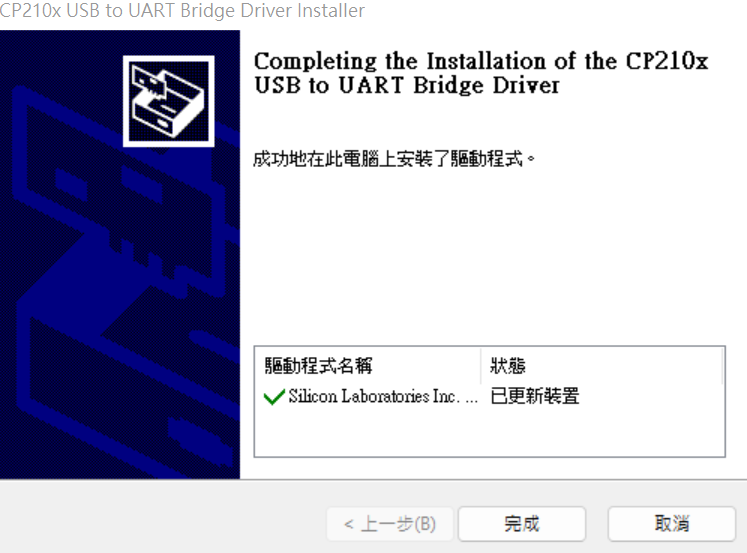 CP210x USB to UART Bridge Driver Installer
Completing the Installation of the CP210x
USB to UART Bridge Driver
成功地在此電腦上安裝了驅動程式。
驅動程式名稱 狀態
Silicon Laboratories Inc. ... 已更新裝置
< 上一步(B) 完成 取消